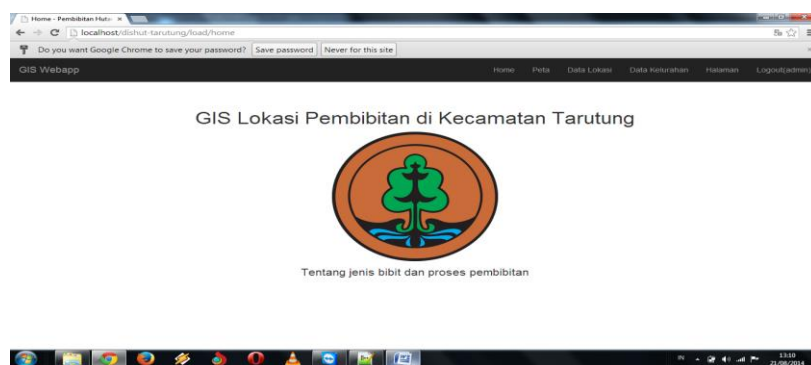 Home - Pembibitan Huta
localhost/dishut-tarutung/load/home
Do you want Google Chrome to save your password? Save password Never for this site
GIS Webapp Home Peta Data Lokasi Data Kelurahan Halaman Logout(admin)
GIS Lokasi Pembibitan di Kecamatan Tarutung
Tentang jenis bibit dan proses pembibitan
IN 13:10
21/08/2014